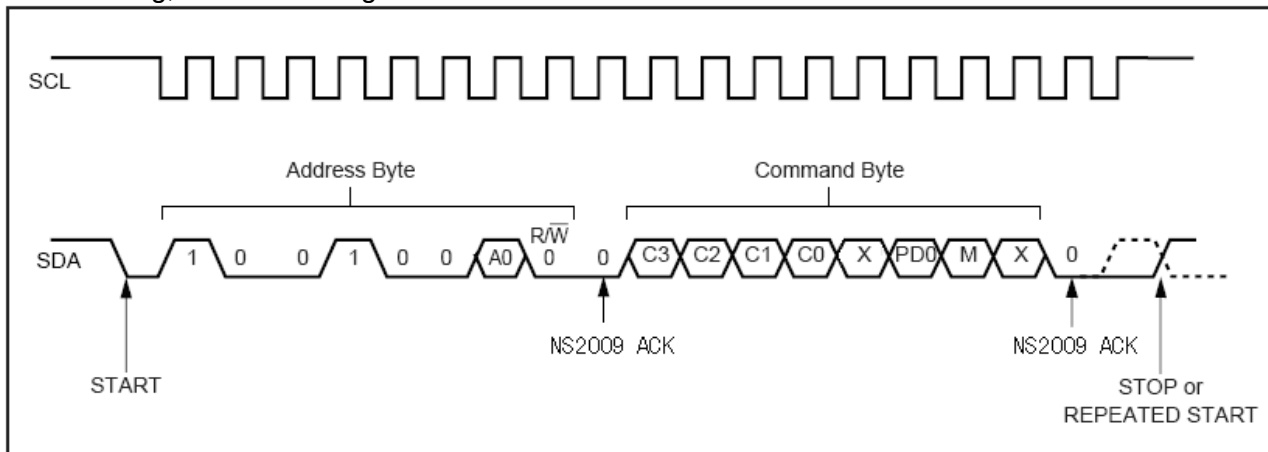 SCL
Address Byte
Command Byte
R/W̅
SDA
1 0 0 1 0 0 A0 0 0 C3 C2 C1 C0 X PD0 M X 0
NS2009 ACK
NS2009 ACK
START
STOP or
REPEATED START